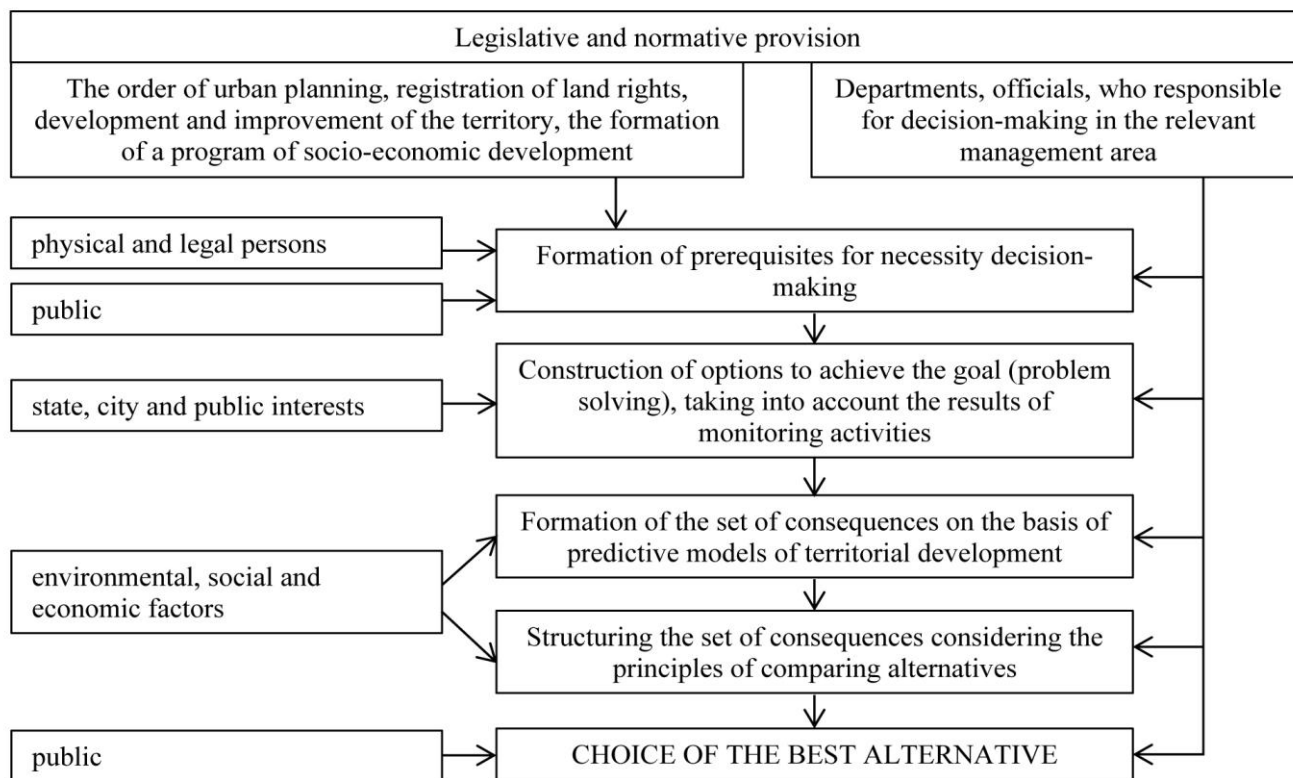 Legislative and normative provision
The order of urban planning, registration of land rights,
development and improvement of the territory, the formation
of a program of socio-economic development
Departments, officials, who responsible
for decision-making in the relevant
management area
physical and legal persons
public
Formation of prerequisites for necessity decision-
making
state, city and public interests
Construction of options to achieve the goal (problem
solving), taking into account the results of
monitoring activities
environmental, social and
economic factors
Formation of the set of consequences on the basis of
predictive models of territorial development
Structuring the set of consequences considering the
principles of comparing alternatives
public
CHOICE OF THE BEST ALTERNATIVE